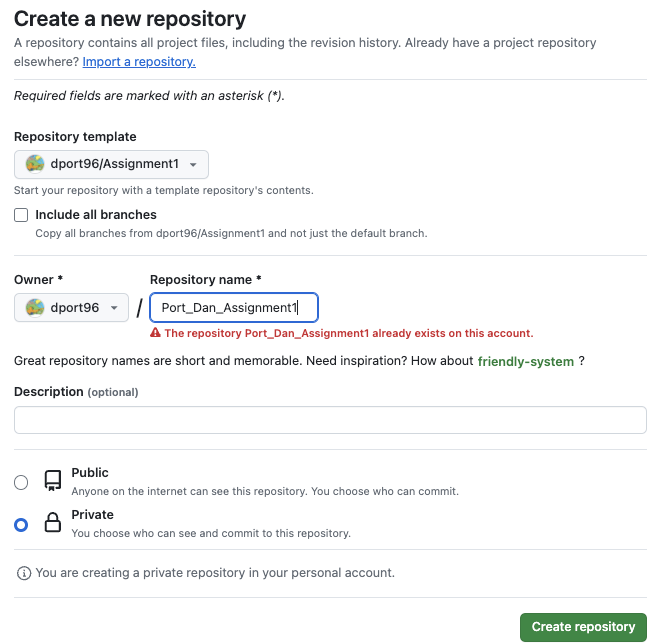 Create a new repository
A repository contains all project files, including the revision history. Already have a project repository
elsewhere? Import a repository.
Required fields are marked with an asterisk (*).
Repository template
dport96/Assignment1
Start your repository with a template repository's contents.
Include all branches
Copy all branches from dport96/Assignment1 and not just the default branch.
Owner * Repository name *
dport96 / Port_Dan_Assignment1
The repository Port_Dan_Assignment1 already exists on this account.
Great repository names are short and memorable. Need inspiration? How about friendly-system ?
Description (optional)
Public
Anyone on the internet can see this repository. You choose who can commit.
Private
You choose who can see and commit to this repository.
You are creating a private repository in your personal account.
Create repository